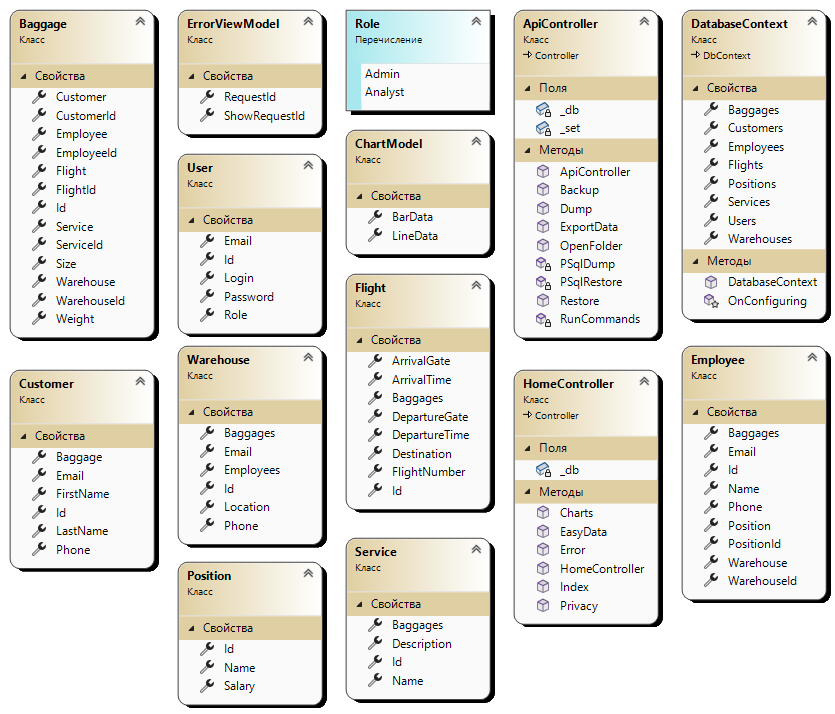 Baggage
Класс
Свойства
Customer
CustomerId
Employee
EmployeeId
Flight
FlightId
Id
Service
ServiceId
Size
Warehouse
WarehouseId
Weight
Customer
Класс
Свойства
Baggage
Email
FirstName
Id
LastName
Phone
ErrorViewModel
Класс
Свойства
RequestId
ShowRequestId
User
Класс
Свойства
Email
Id
Login
Password
Role
Warehouse
Класс
Свойства
Baggages
Email
Employees
Id
Location
Phone
Position
Класс
Свойства
Id
Name
Salary
Role
Перечисление
Admin
Analyst
ChartModel
Класс
Свойства
BarData
LineData
Flight
Класс
Свойства
ArrivalGate
ArrivalTime
Baggages
DepartureGate
DepartureTime
Destination
FlightNumber
Id
Service
Класс
Свойства
Baggages
Description
Id
Name
ApiController
Класс
Controller
Поля
_db
_set
Методы
ApiController
Backup
Dump
ExportData
OpenFolder
PSqlDump
PSqlRestore
Restore
RunCommands
HomeController
Класс
Controller
Поля
_db
Методы
Charts
EasyData
Error
HomeController
Index
Privacy
DatabaseContext
Класс
DbContext
Свойства
Baggages
Customers
Employees
Flights
Positions
Services
Users
Warehouses
Методы
DatabaseContext
OnConfiguring
Employee
Класс
Свойства
Baggages
Email
Id
Name
Phone
Position
PositionId
Warehouse
WarehouseId